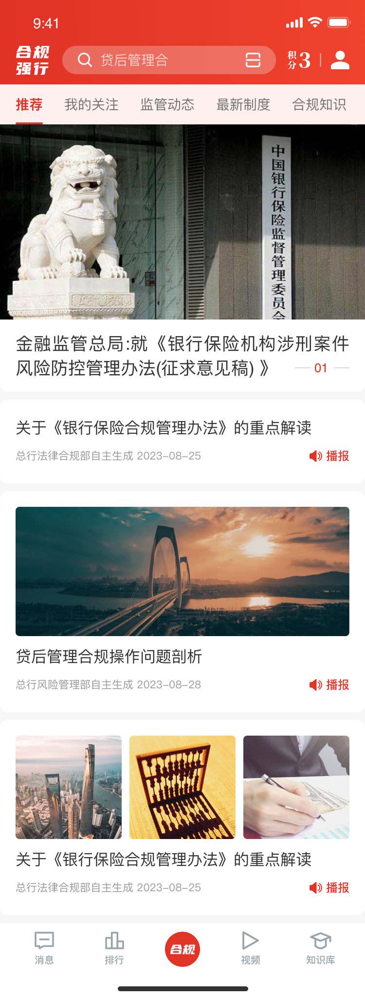 9:41
合规
强行
贷后管理合
积分 3
推荐 我的关注 监管动态 最新制度 合规知识
中国银行保险监督管理委员会
金融监管总局:就《银行保险机构涉刑案件
风险防控管理办法(征求意见稿) 》
01
关于《银行保险合规管理办法》的重点解读
总行法律合规部自主生成 2023-08-25 播报
贷后管理合规操作问题剖析
总行风险管理部自主生成 2023-08-28 播报
关于《银行保险合规管理办法》的重点解读
总行法律合规部自主生成 2023-08-25 播报
合规
消息 排行 视频 知识库